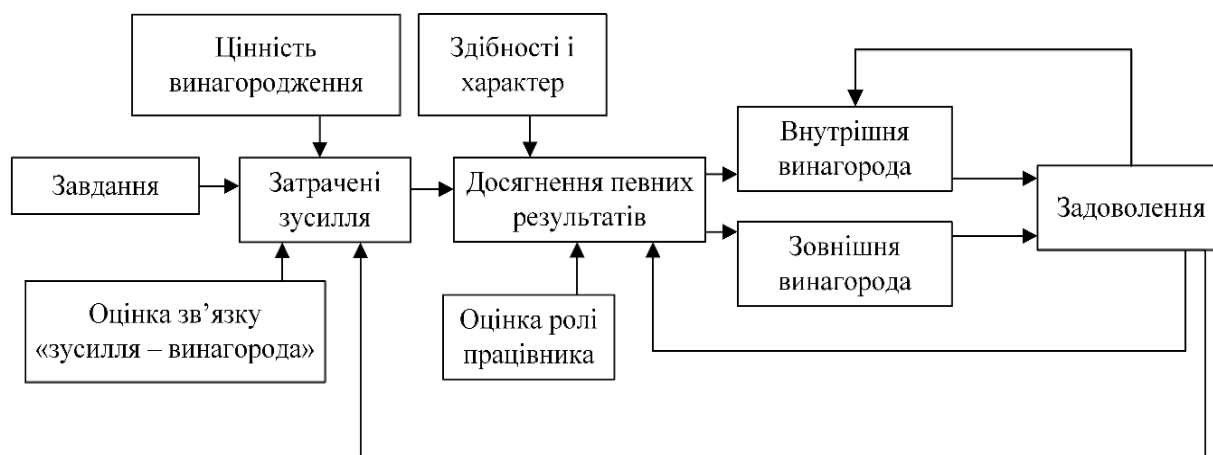 Цінність
винагородження
Здібності і
характер
Завдання
Затрачені
зусилля
Досягнення певних
результатів
Внутрішня
винагорода
Зовнішня
винагорода
Задоволення
Оцінка зв’язку
«зусилля – винагорода»
Оцінка ролі
працівника